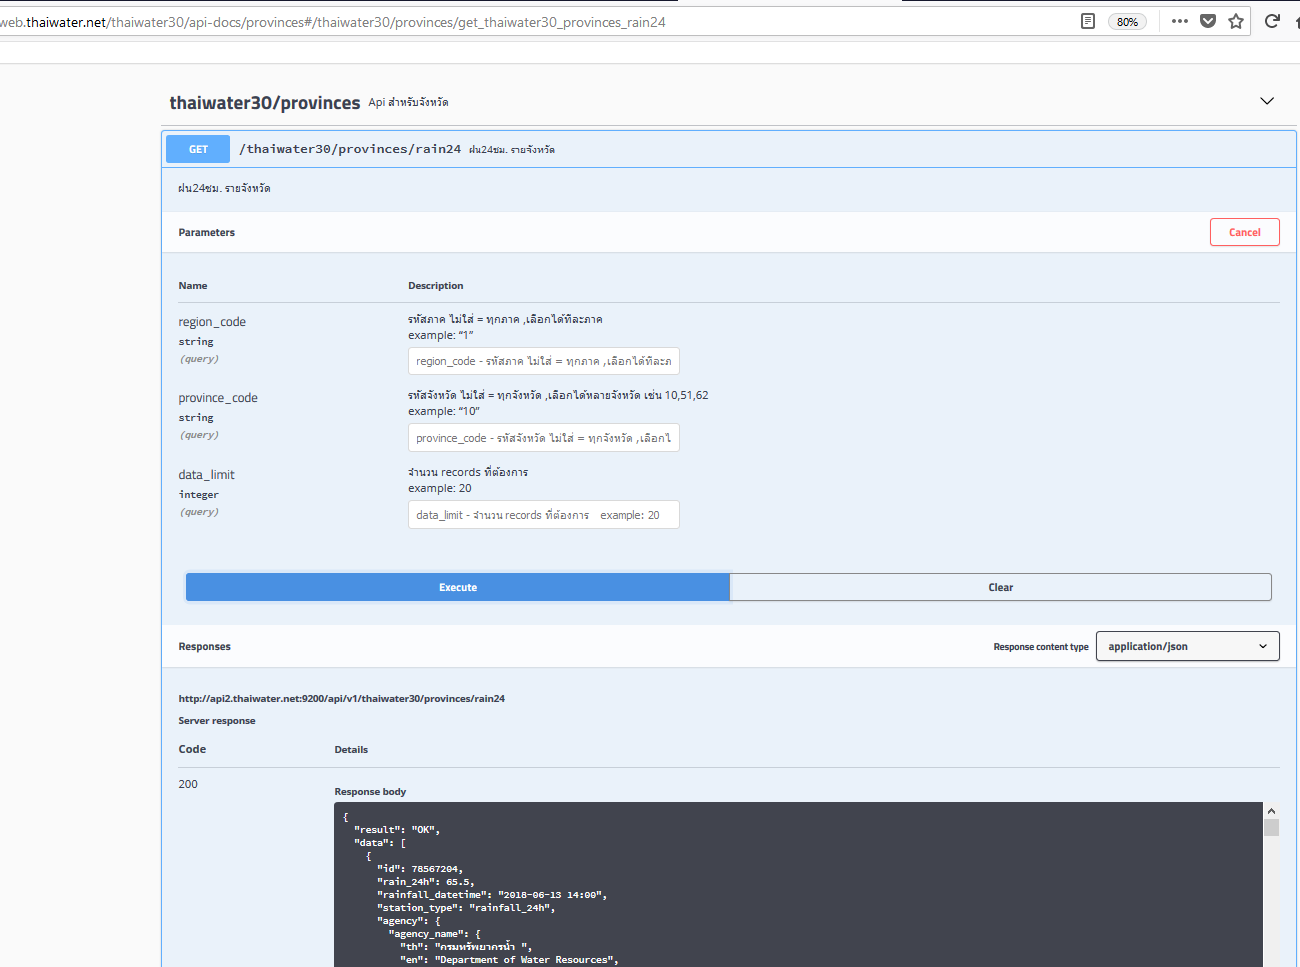 web.thaiwater.net/thaiwater30/api-docs/provinces#/thaiwater30/provinces/get_thaiwater30_provinces_rain24
80%
thaiwater30/provinces Api สำหรับจังหวัด
GET /thaiwater30/provinces/rain24 ฝน24ชม. รายจังหวัด
ฝน24ชม. รายจังหวัด
Parameters
Cancel
Name Description
region_code
string
(query)
รหัสภาค ไม่ใส่ = ทุกภาค ,เลือกได้ทีละภาค
example: “1”
region_code - รหัสภาค ไม่ใส่ = ทุกภาค ,เลือกได้ทีละภ
province_code
string
(query)
รหัสจังหวัด ไม่ใส่ = ทุกจังหวัด ,เลือกได้หลายจังหวัด เช่น 10,51,62
example: “10”
province_code - รหัสจังหวัด ไม่ใส่ = ทุกจังหวัด ,เลือกไ
data_limit
integer
(query)
จำนวน records ที่ต้องการ
example: 20
data_limit - จำนวน records ที่ต้องการ example: 20
Execute
Clear
Responses
Response content type application/json
http://api2.thaiwater.net:9200/api/v1/thaiwater30/provinces/rain24
Server response
Code Details
200
Response body
{
"result": "OK",
"data": [
{
"id": 78567204,
"rain_24h": 65.5,
"rainfall_datetime": "2018-06-13 14:00",
"station_type": "rainfall_24h",
"agency": {
"agency_name": {
"th": "กรมทรัพยากรน้ำ ",
"en": "Department of Water Resources",